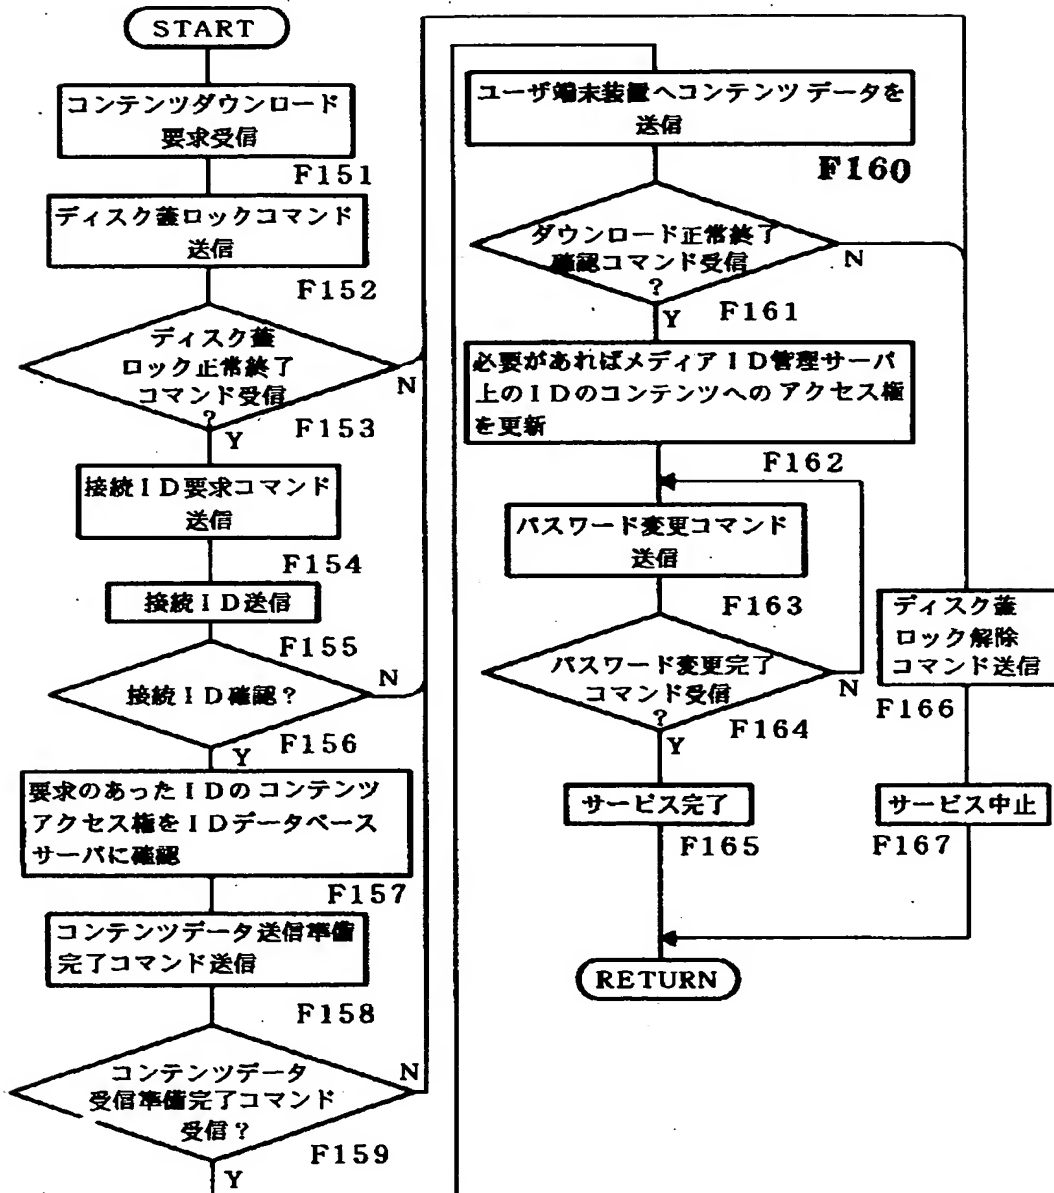 START
コンテンツダウンロード
要求受信
F151
ディスク蓋ロックコマンド
送信
F152
ディスク蓋
ロック正常終了
コマンド受信
?
N
Y
F153
接続ID要求コマンド
送信
F154
接続ID送信
F155
接続ID確認?
N
Y
F156
要求のあったIDのコンテンツ
アクセス権をIDデータベース
サーバに確認
F157
コンテンツデータ送信準備
完了コマンド送信
F158
コンテンツデータ
受信準備完了コマンド
受信?
N
F159
Y
ユーザ端末装置へコンテンツデータを
送信
F160
ダウンロード正常終了
確認コマンド受信
?
N
Y
F161
必要があればメディアID管理サーバ
上のIDのコンテンツへのアクセス権
を更新
F162
パスワード変更コマンド
送信
F163
パスワード変更完了
コマンド受信
?
N
Y
F164
サービス完了
F165
ディスク蓋
ロック解除
コマンド送信
F166
サービス中止
F167
RETURN